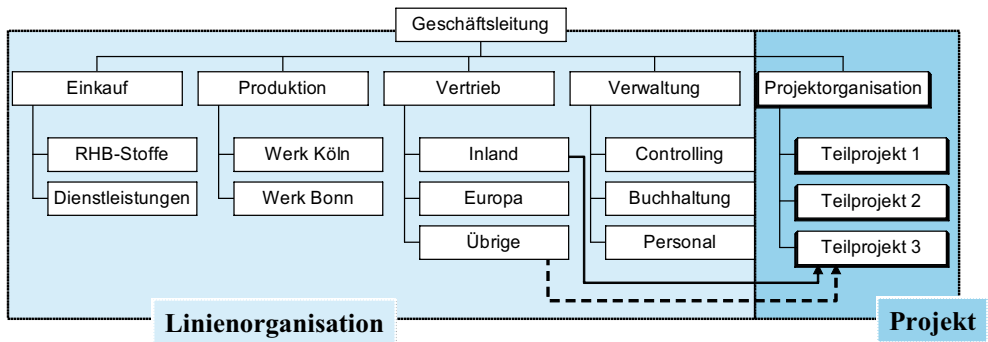 Geschäftsleitung
Einkauf
Produktion
Vertrieb
Verwaltung
Projektorganisation
RHB-Stoffe
Werk Köln
Inland
Controlling
Teilprojekt 1
Dienstleistungen
Werk Bonn
Europa
Buchhaltung
Teilprojekt 2
Übrige
Personal
Teilprojekt 3
Linienorganisation
Projekt